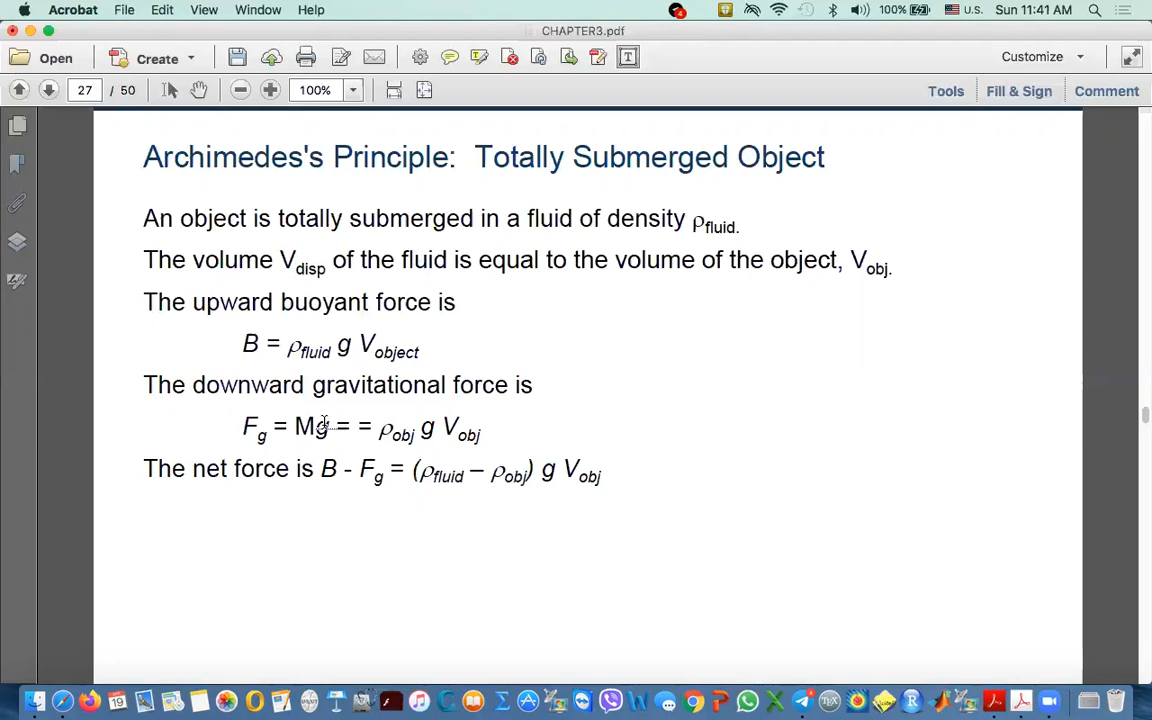 Acrobat File Edit View Window Help 4 100% U.S. Sun 11:41 AM
CHAPTER3.pdf
Open Create Customize
27 / 50 100% Tools Fill & Sign Comment
Archimedes's Principle: Totally Submerged Object
An object is totally submerged in a fluid of density ρfluid.
The volume Vdisp of the fluid is equal to the volume of the object, Vobj.
The upward buoyant force is
B = ρfluid g Vobject
The downward gravitational force is
Fg = Mg = = ρobj g Vobj
The net force is B - Fg = (ρfluid – ρobj) g Vobj
19